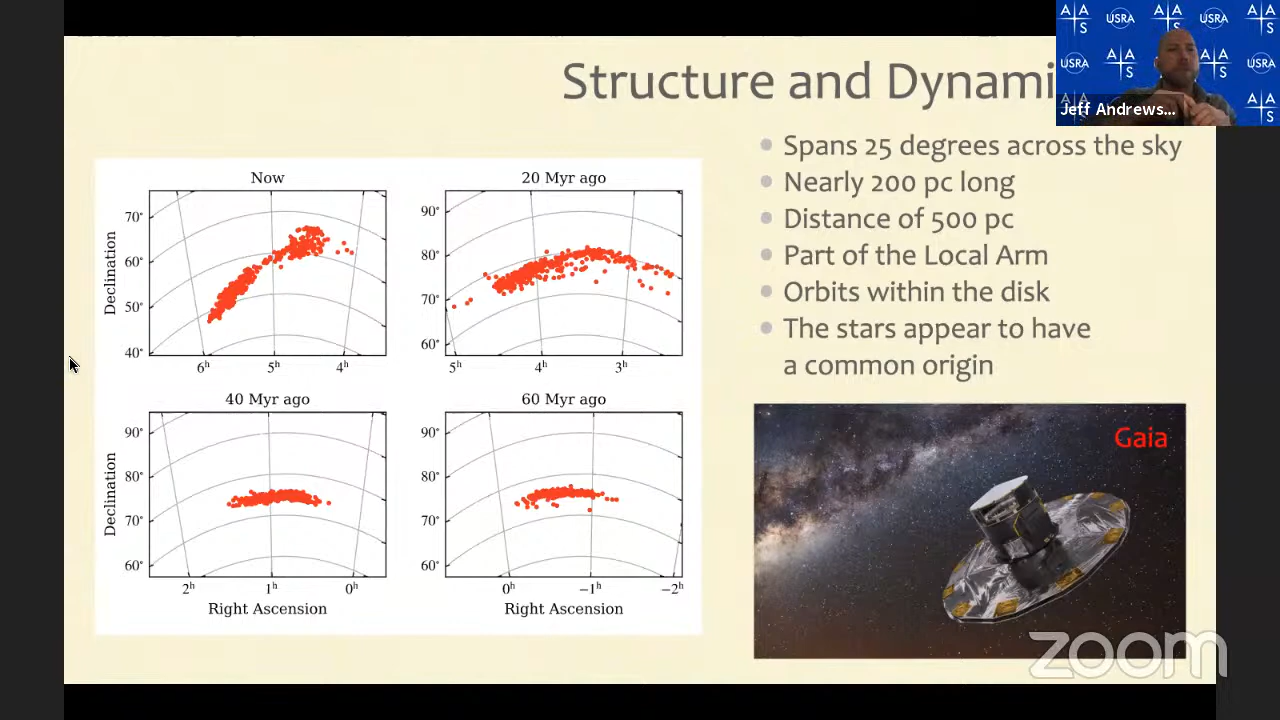 A A S
USRA
A A S
USRA
A A S
USRA
A A S
A A S
USRA
A A S
Jeff Andrews...
Structure and Dynami
Spans 25 degrees across the sky
Nearly 200 pc long
Distance of 500 pc
Part of the Local Arm
Orbits within the disk
The stars appear to have
a common origin
Now
70°
60°
50°
40°
Declination
6h 5h 4h
20 Myr ago
90°
80°
70°
60°
5h 4h 3h
40 Myr ago
90°
80°
70°
60°
Declination
2h 1h 0h
Right Ascension
60 Myr ago
90°
80°
70°
60°
0h −1h −2h
Right Ascension
Gaia
zoom